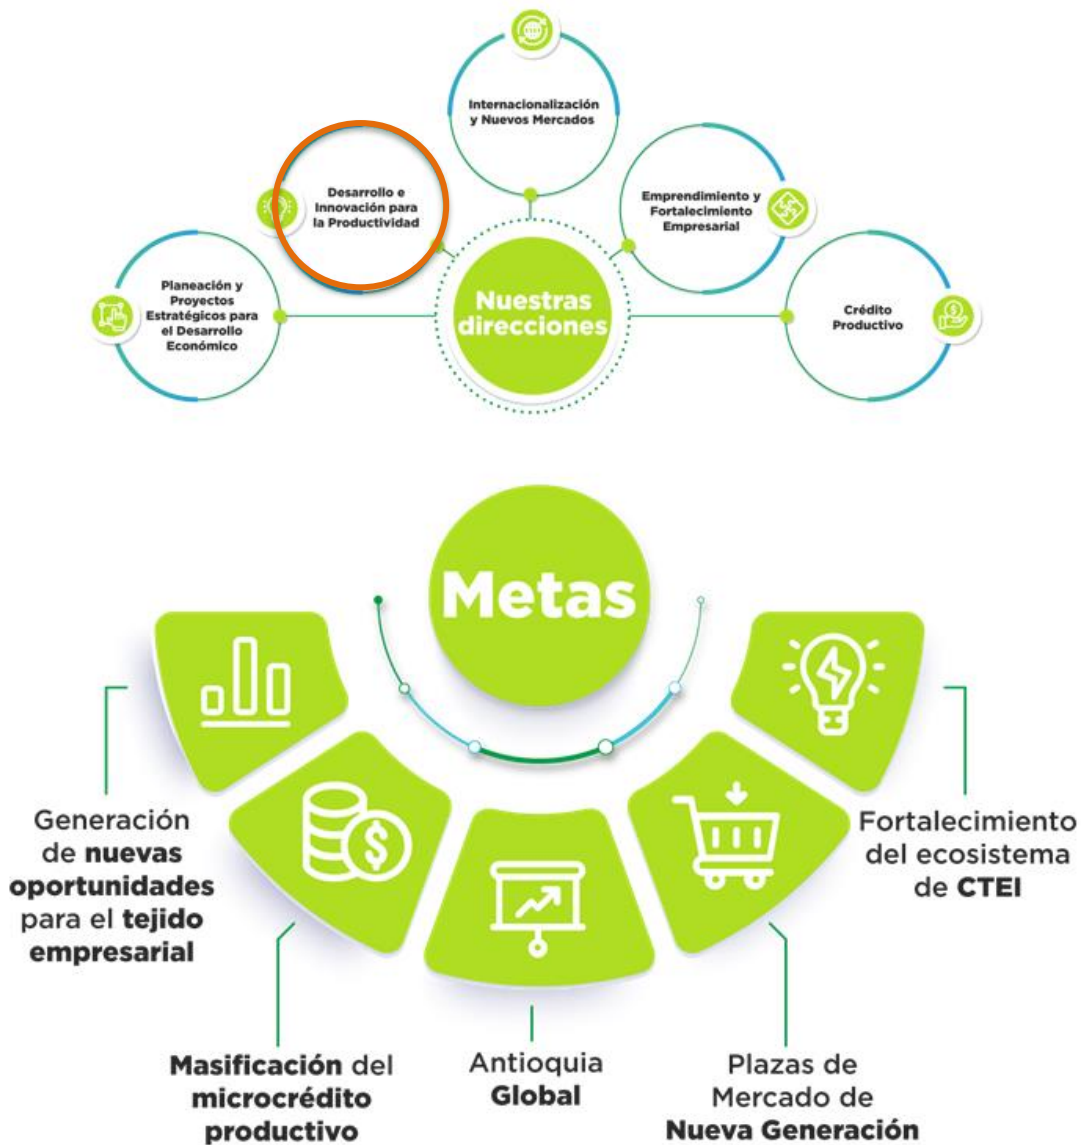 Internacionalización
y Nuevos Mercados
Desarrollo e
Innovación para
la Productividad
Emprendimiento y
Fortalecimiento
Empresarial
Planeación y
Proyectos
Estratégicos para
el Desarrollo
Económico
Nuestras
direcciones
Crédito
Productivo
Metas
Generación
de nuevas
oportunidades
para el tejido
empresarial
Masificación del
microcrédito
productivo
Antioquia
Global
Plazas de
Mercado de
Nueva Generación
Fortalecimiento
del ecosistema
de CTEI